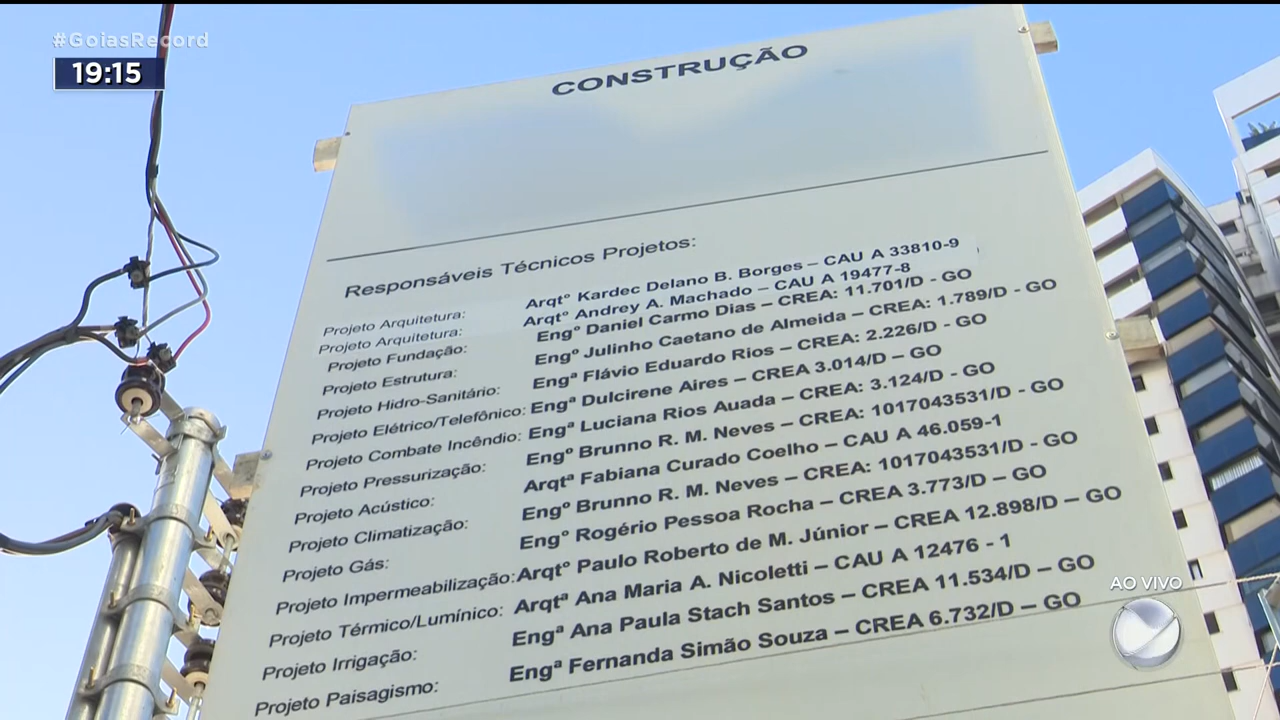 #GoiasRecord
19:15
CONSTRUÇÃO
Responsáveis Técnicos Projetos:
Projeto Arquitetura: Arqtº Kardec Delano B. Borges – CAU A 33810-9
Projeto Arquitetura: Arqtº Andrey A. Machado – CAU A 19477-8
Projeto Fundação: Engº Daniel Carmo Dias – CREA: 11.701/D - GO
Projeto Estrutura: Engº Julinho Caetano de Almeida – CREA: 1.789/D - GO
Projeto Hidro-Sanitário: Engª Flávio Eduardo Rios – CREA: 2.226/D - GO
Projeto Elétrico/Telefônico: Engª Dulcirene Aires – CREA 3.014/D – GO
Projeto Combate Incêndio: Engª Luciana Rios Auada – CREA: 3.124/D - GO
Projeto Pressurização: Engº Brunno R. M. Neves – CREA: 1017043531/D - GO
Projeto Acústico: Arqtª Fabiana Curado Coelho – CAU A 46.059-1
Projeto Climatização: Engº Brunno R. M. Neves – CREA: 1017043531/D - GO
Projeto Gás: Engº Rogério Pessoa Rocha – CREA 3.773/D – GO
Projeto Impermeabilização: Arqtº Paulo Roberto de M. Júnior – CREA 12.898/D – GO
Projeto Térmico/Lumínico: Arqtª Ana Maria A. Nicoletti – CAU A 12476 - 1
Projeto Irrigação: Engª Ana Paula Stach Santos – CREA 11.534/D – GO
Projeto Paisagismo: Engª Fernanda Simão Souza – CREA 6.732/D – GO
AO VIVO